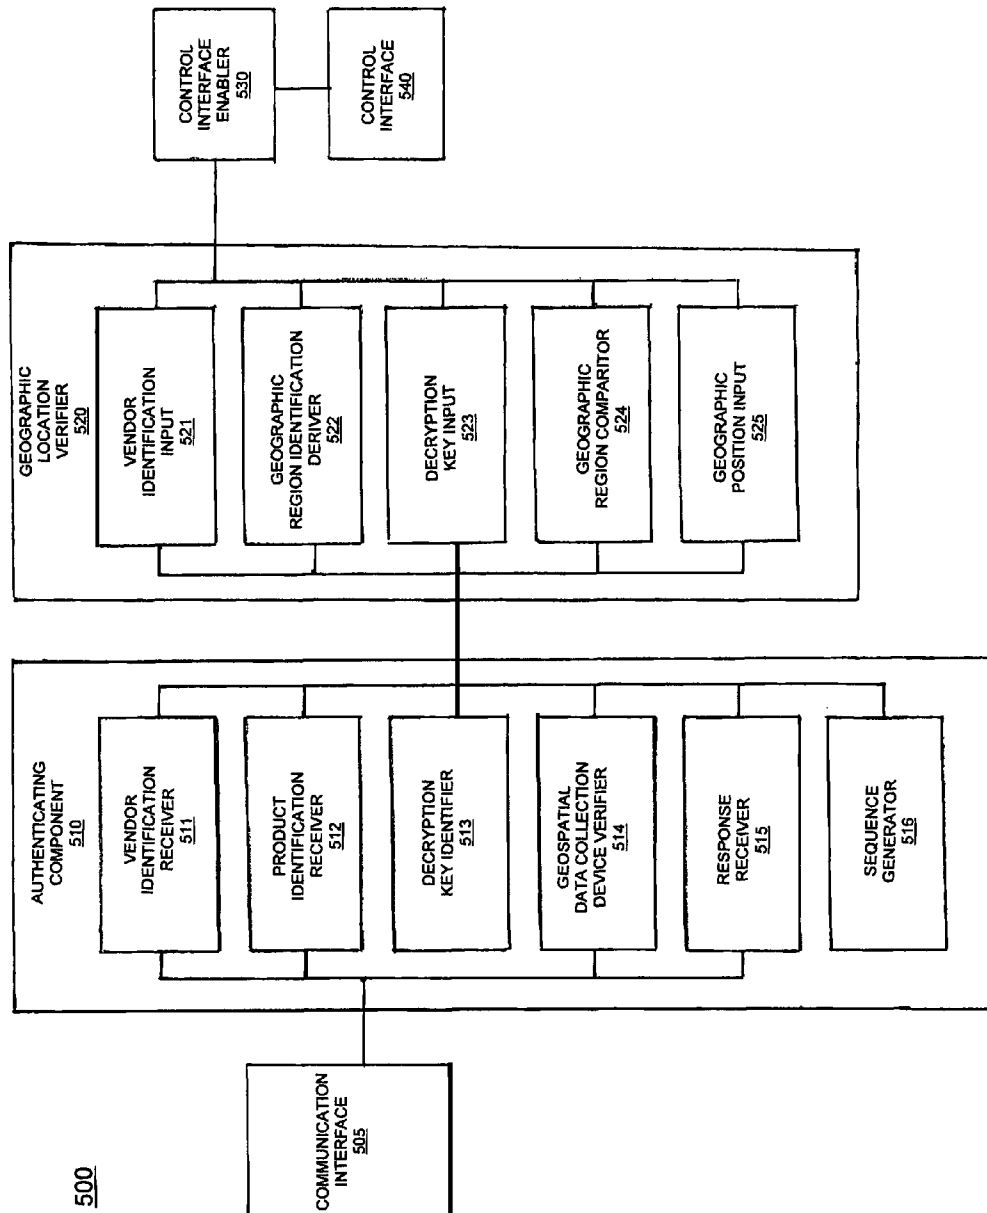 500
COMMUNICATION
INTERFACE
505
AUTHENTICATING
COMPONENT
510
VENDOR
IDENTIFICATION
RECEIVER
511
PRODUCT
IDENTIFICATION
RECEIVER
512
DECRYPTION
KEY IDENTIFIER
513
GEOSPATIAL
DATA COLLECTION
DEVICE VERIFIER
514
RESPONSE
RECEIVER
515
SEQUENCE
GENERATOR
516
GEOGRAPHIC
LOCATION
VERIFIER
520
VENDOR
IDENTIFICATION
INPUT
521
GEOGRAPHIC
REGION IDENTIFICATION
DERIVER
522
DECRYPTION
KEY INPUT
523
GEOGRAPHIC
REGION COMPARITOR
524
GEOGRAPHIC
POSITION INPUT
525
CONTROL
INTERFACE
ENABLER
530
CONTROL
INTERFACE
540